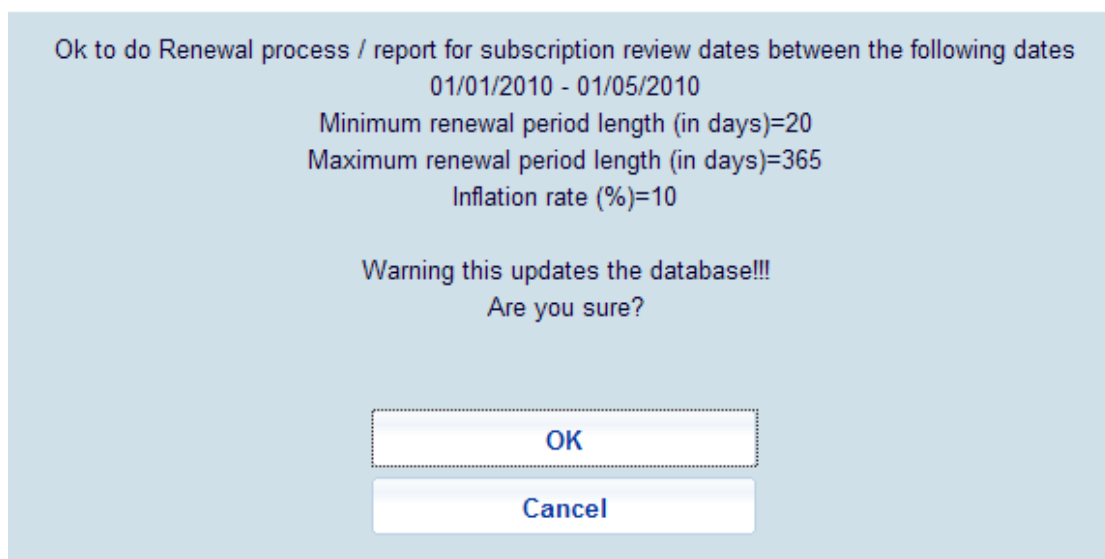 Ok to do Renewal process / report for subscription review dates between the following dates
01/01/2010 - 01/05/2010
Minimum renewal period length (in days)=20
Maximum renewal period length (in days)=365
Inflation rate (%)=10
Warning this updates the database!!!
Are you sure?
OK
Cancel